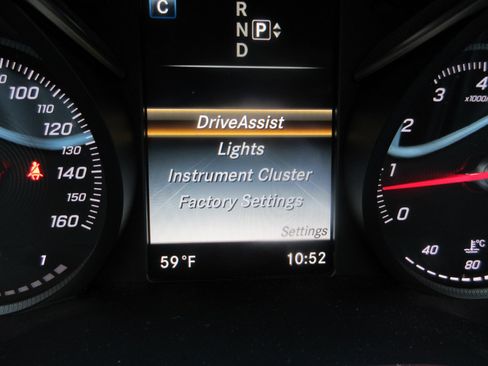 C
R
N P
D
100
110
120
130
140
150
160
1
DriveAssist
Lights
Instrument Cluster
Factory Settings
Settings
59 °F 10:52
4
3
x1000/
2
1
0
40 °C 80